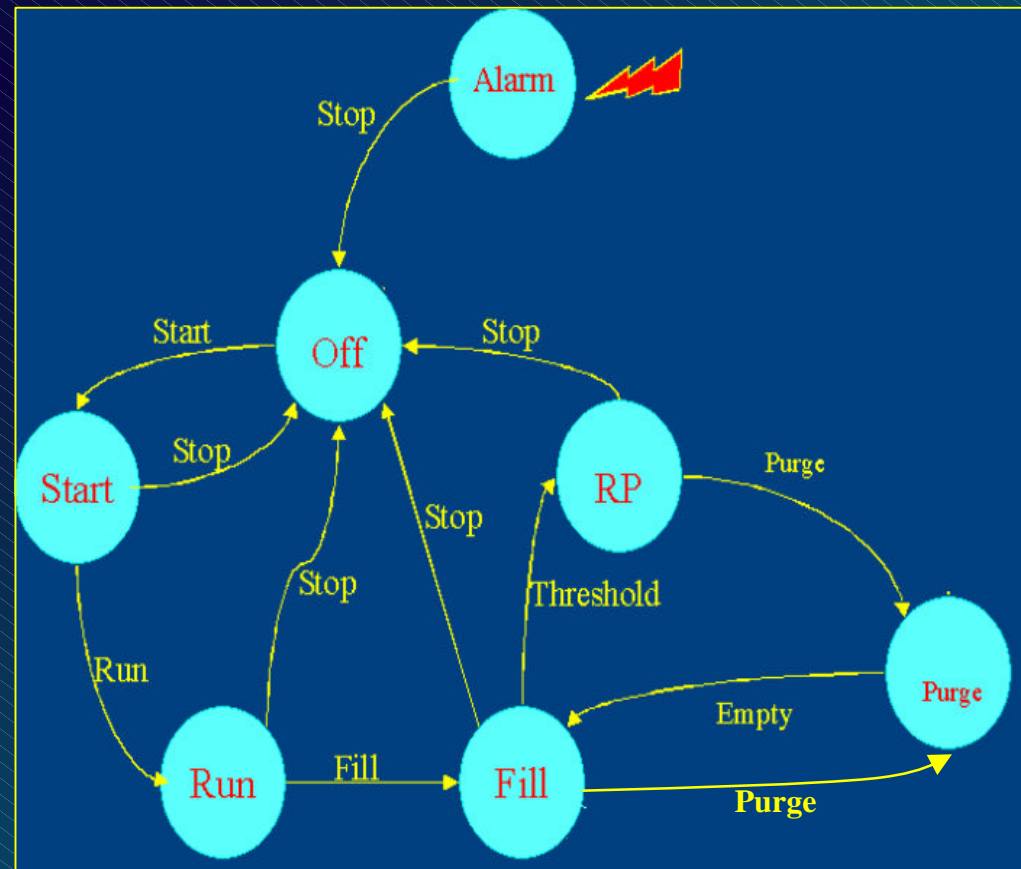 Alarm
Stop
Start
Off
Stop
Stop
Start
RP
Purge
Stop
Stop
Threshold
Run
Purge
Empty
Fill
Run
Fill
Purge